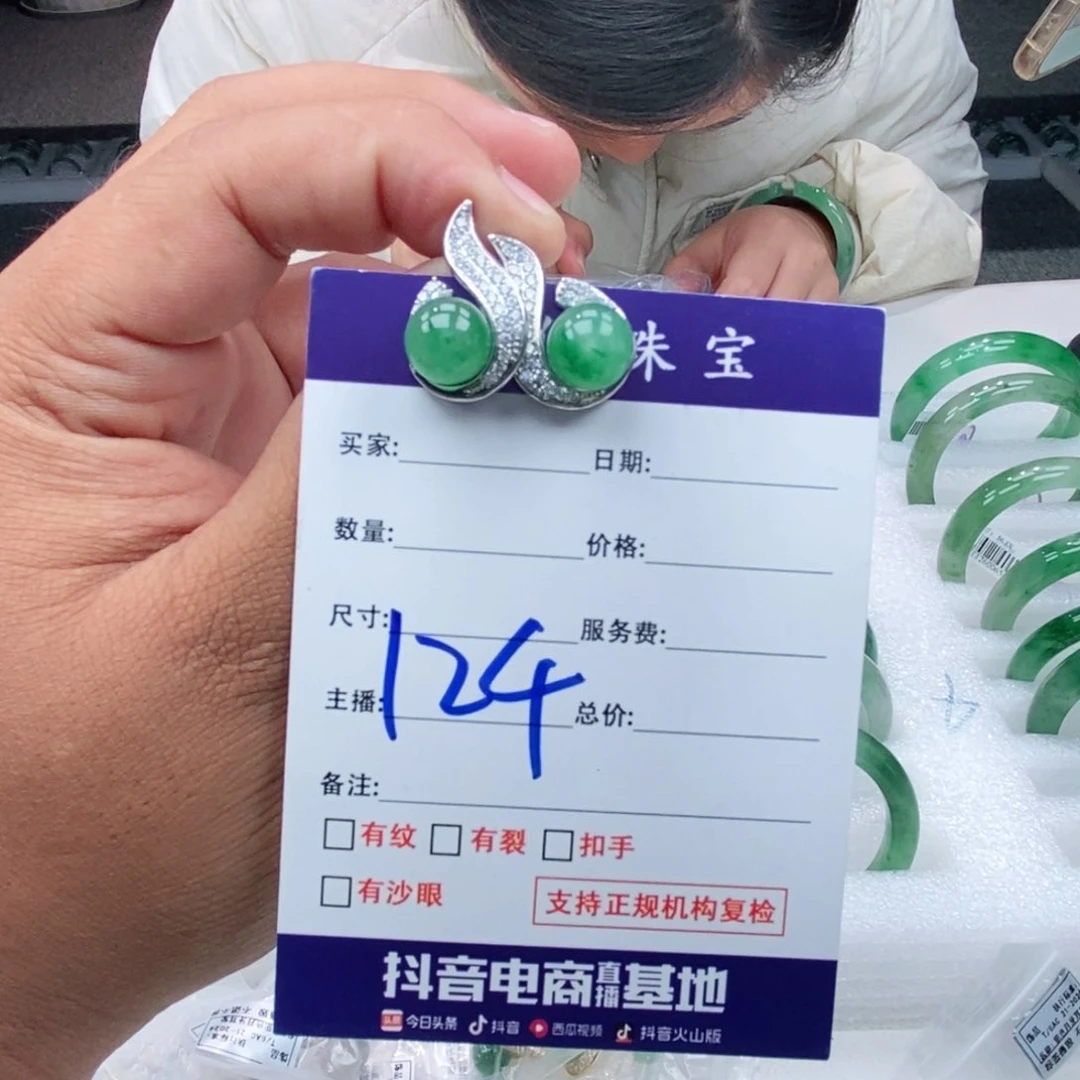 珠宝
买家: 日期:
数量: 价格:
尺寸: 服务费:
124
主播: 总价:
备注:
有纹 有裂 扣手
有沙眼 支持正规机构复检
抖音电商直播基地
头条 今日头条 抖音 西瓜视频 抖音火山版
4